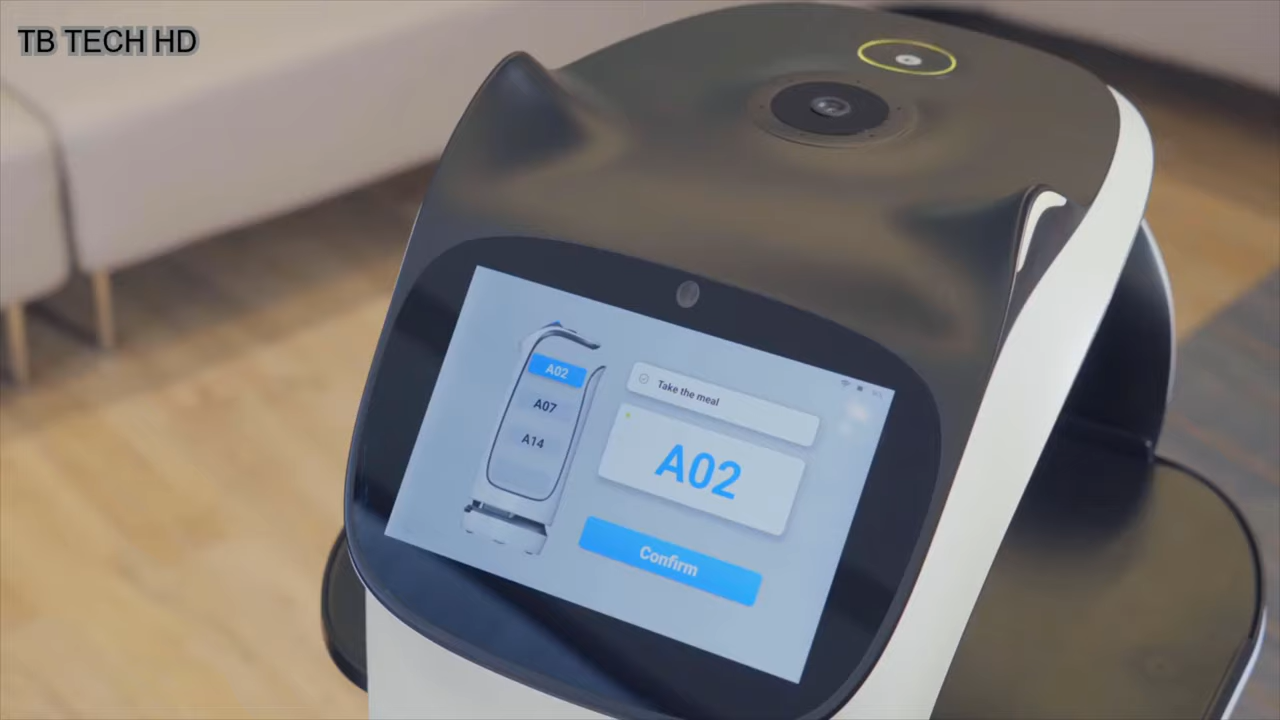 TB TECH HD
A02
A07
A14
Take the meal
A02
Confirm